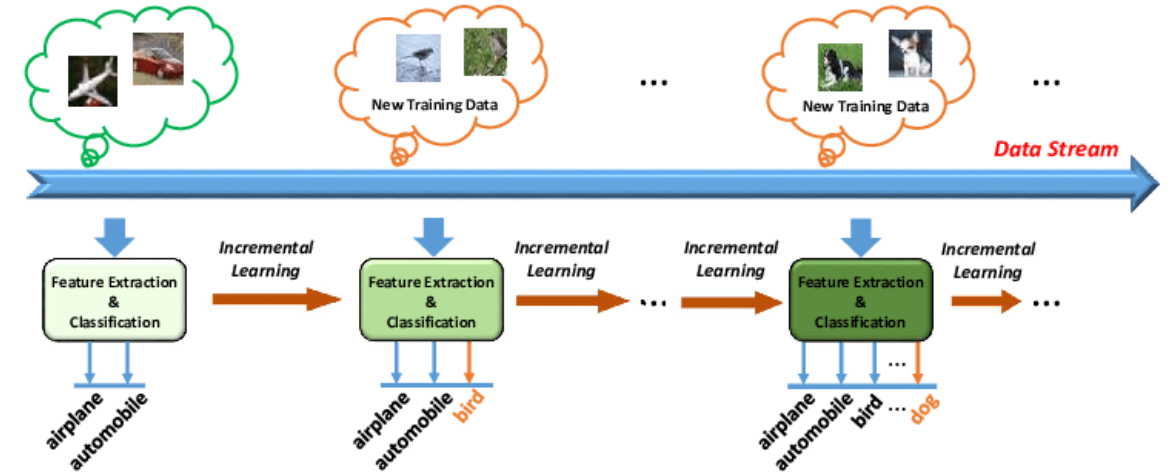 New Training Data
...
New Training Data
...
Data Stream
Incremental
Learning
Incremental
Learning
Incremental
Learning
Incremental
Learning
Feature Extraction
&
Classification
Feature Extraction
&
Classification
...
Feature Extraction
&
Classification
...
airplane
automobile
airplane
automobile
bird
...
airplane
automobile
bird
...
dog